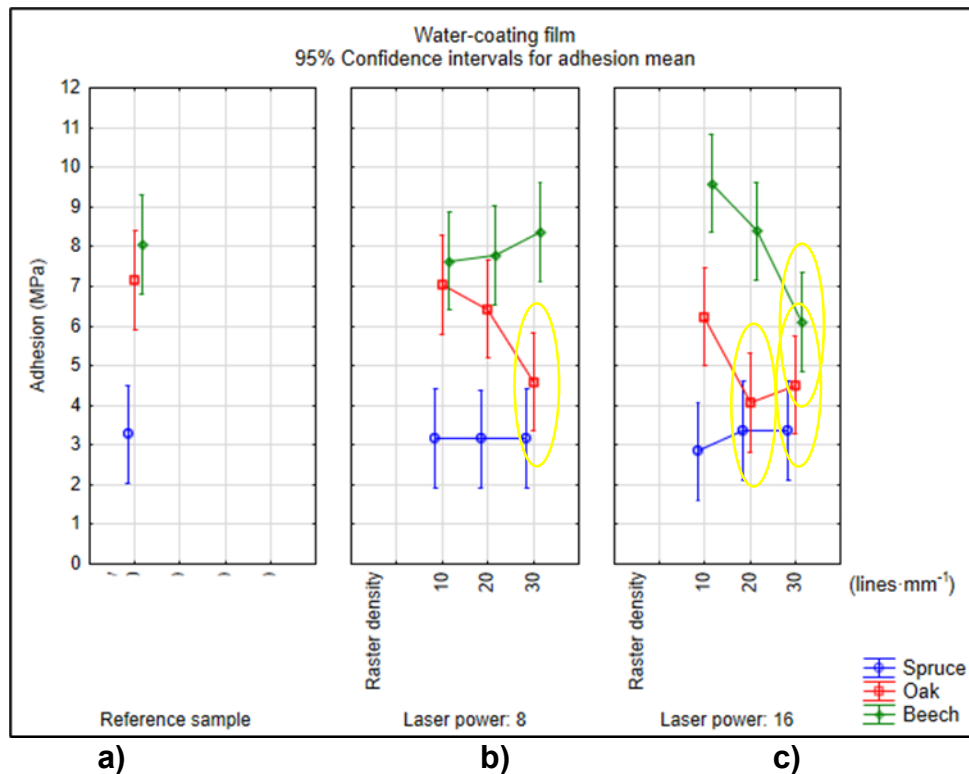 Water-coating film
95% Confidence intervals for adhesion mean
Adhesion (MPa)
12
11
10
9
8
7
6
5
4
3
2
1
0
Raster density
10
20
30
Raster density
10
20
30
(lines·mm⁻¹)
Spruce
Oak
Beech
Reference sample
Laser power: 8
Laser power: 16
a)
b)
c)